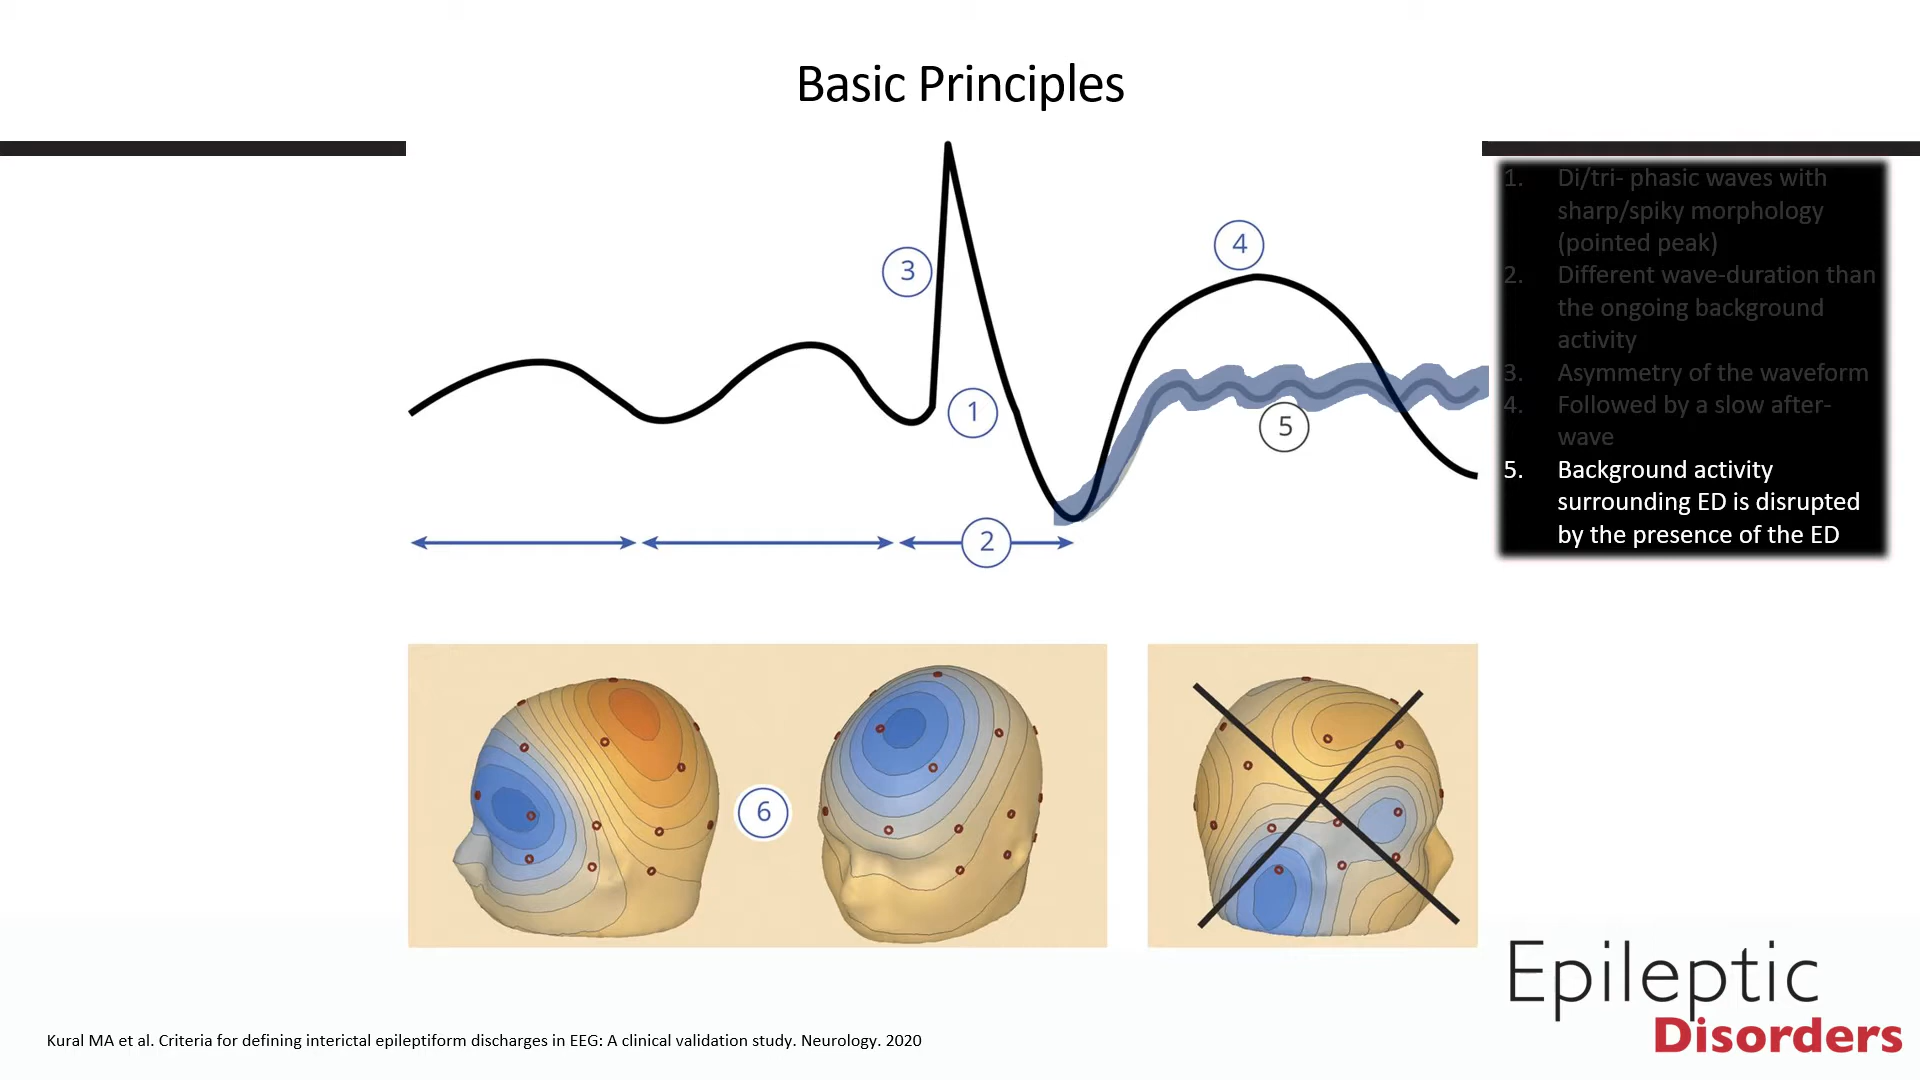 Basic Principles
1. Di/tri- phasic waves with
sharp/spiky morphology
(pointed peak)
2. Different wave-duration than
the ongoing background
activity
3. Asymmetry of the waveform
4. Followed by a slow after-
wave
5. Background activity
surrounding ED is disrupted
by the presence of the ED
4
3
1
5
2
6
Epileptic
Disorders
Kural MA et al. Criteria for defining interictal epileptiform discharges in EEG: A clinical validation study. Neurology. 2020